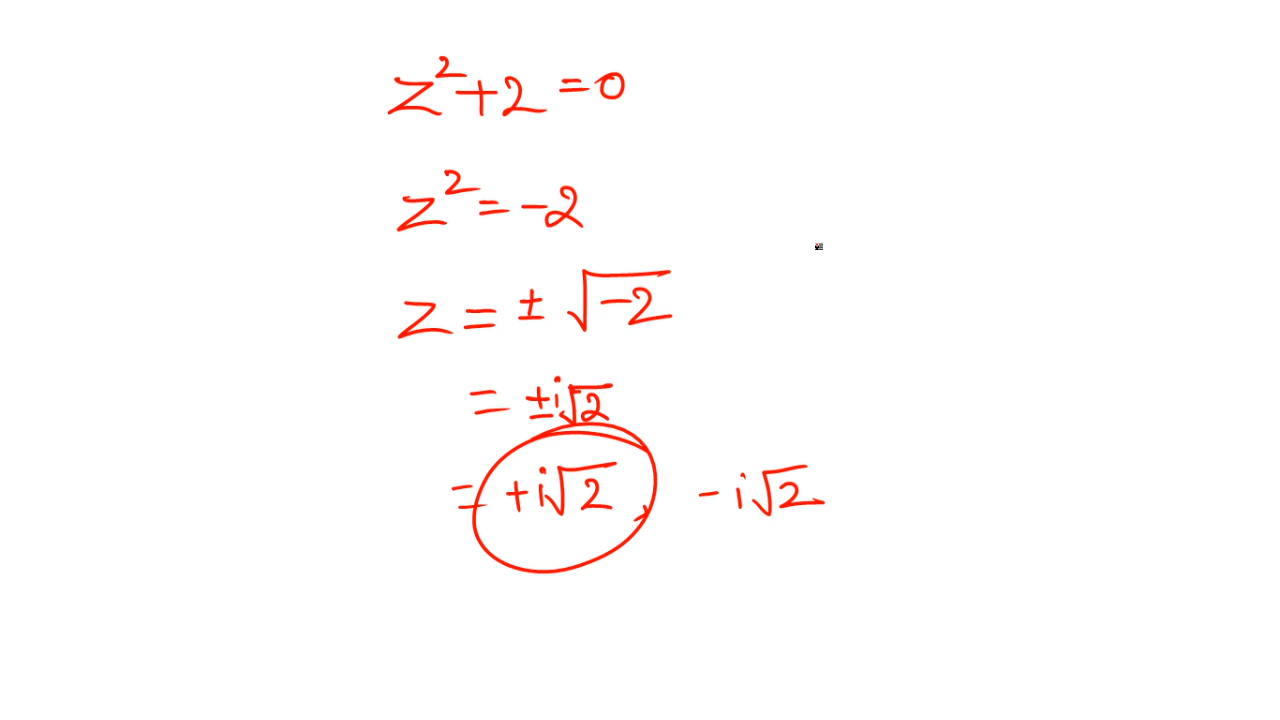 z²+2=0
z²=-2
z=±√-2
=±i√2
=+i√2, -i√2